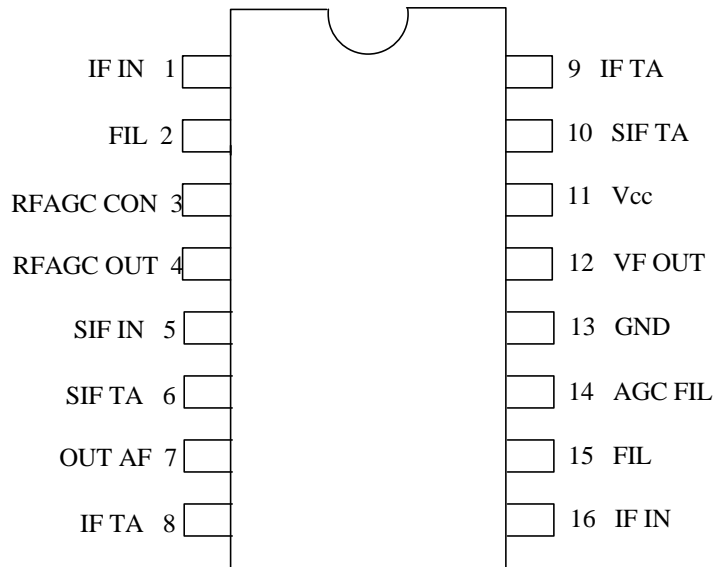 IF IN 1
FIL 2
RFAGC CON 3
RFAGC OUT 4
SIF IN 5
SIF TA 6
OUT AF 7
IF TA 8
9 IF TA
10 SIF TA
11 Vcc
12 VF OUT
13 GND
14 AGC FIL
15 FIL
16 IF IN